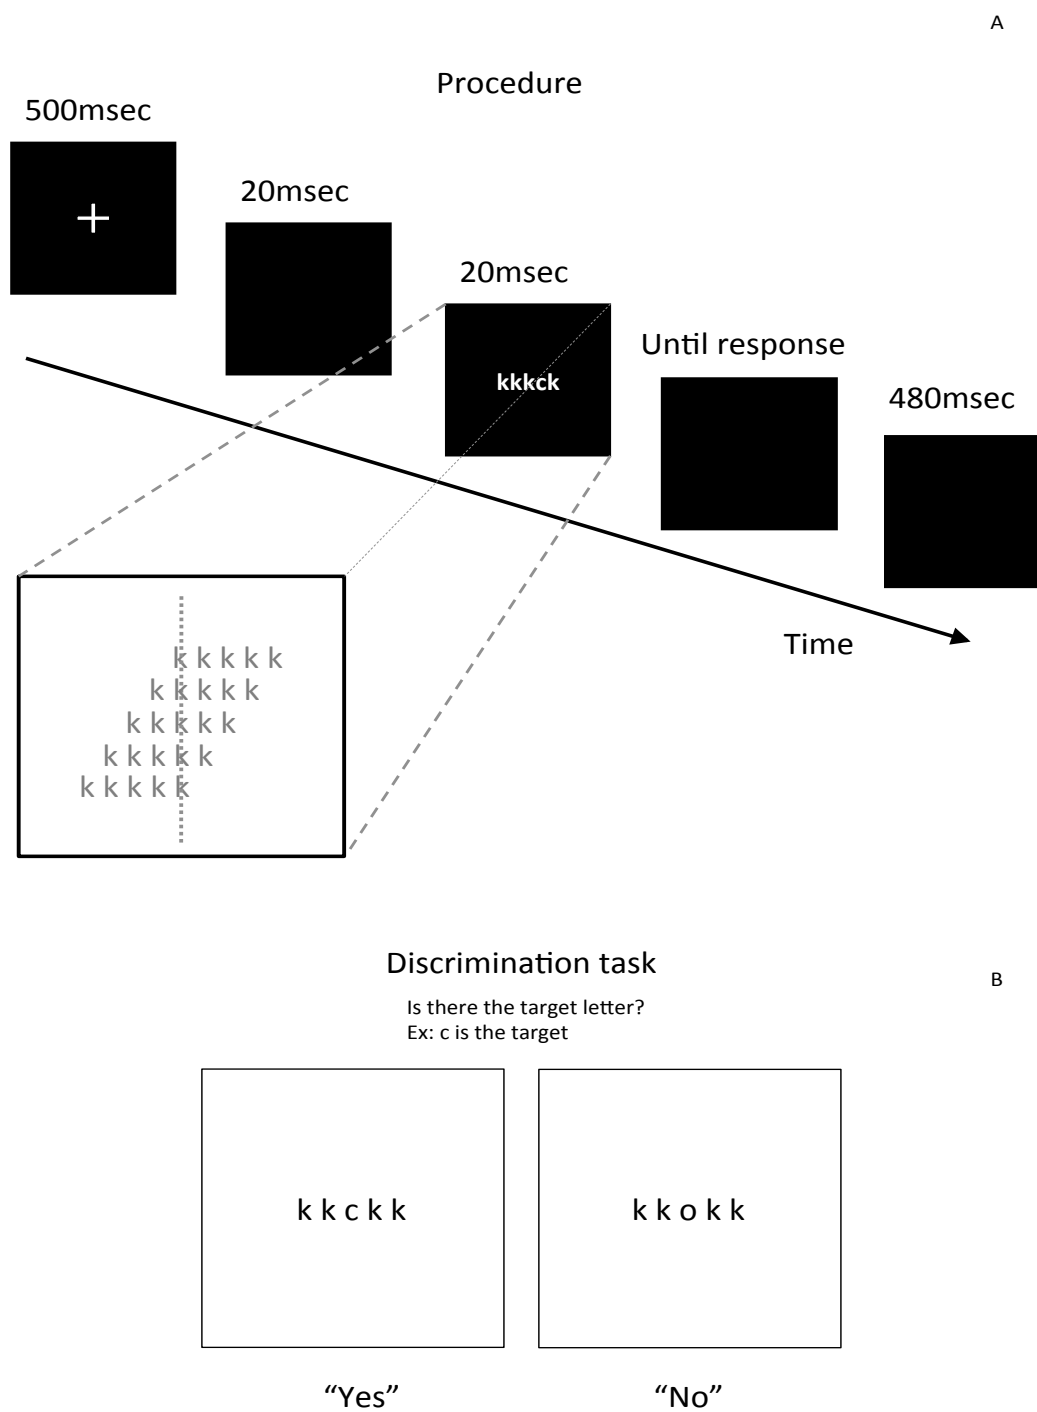 A
Procedure
500msec
20msec
20msec
kkkck
Until response
480msec
Time
k k k k k
k k k k k
k k k k k
k k k k k
k k k k k
Discrimination task
B
Is there the target letter?
Ex: c is the target
k k c k k
k k o k k
“Yes”
“No”